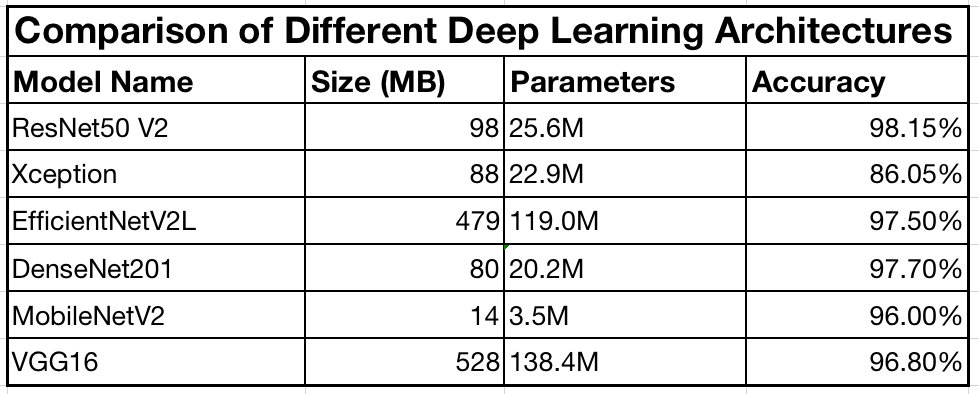 Comparison of Different Deep Learning Architectures
Model Name Size (MB) Parameters Accuracy
ResNet50 V2 98 25.6M 98.15%
Xception 88 22.9M 86.05%
EfficientNetV2L 479 119.0M 97.50%
DenseNet201 80 20.2M 97.70%
MobileNetV2 14 3.5M 96.00%
VGG16 528 138.4M 96.80%